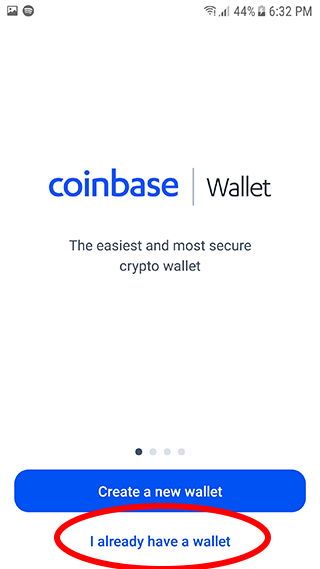 44% 6:32 PM
coinbase | Wallet
The easiest and most secure
crypto wallet
Create a new wallet
I already have a wallet